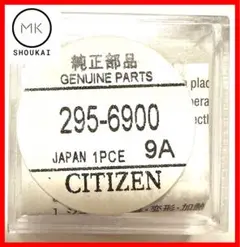 MK
SHOUKAI
純正部品
GENUINE PARTS
295-6900
JAPAN 1PCE 9A
CITIZEN